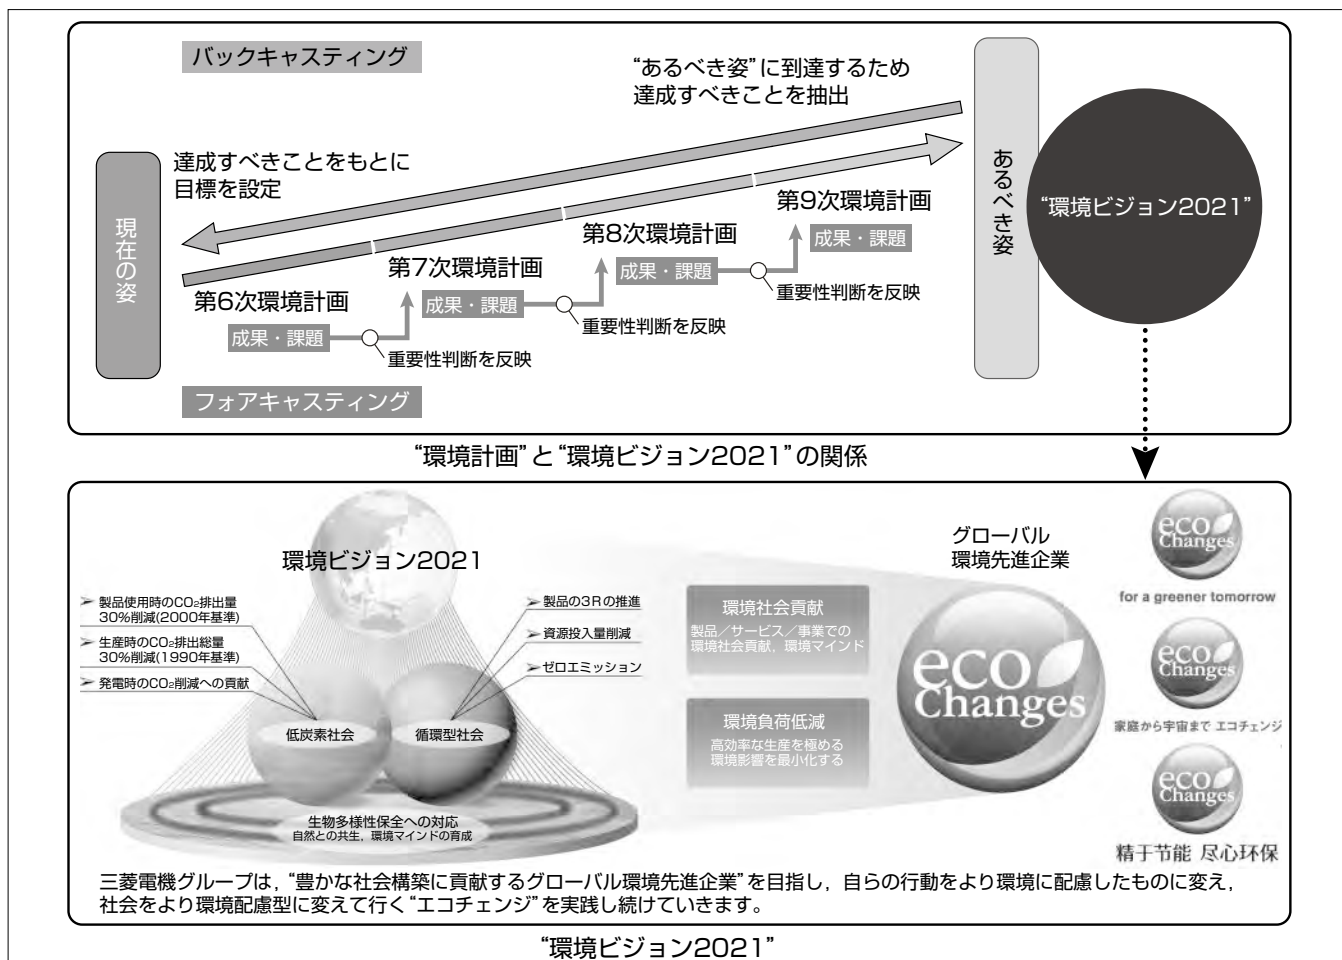 バックキャスティング
“あるべき姿”に到達するため
達成すべきことを抽出
達成すべきことをもとに
目標を設定
現在の姿
あるべき姿
“環境ビジョン2021”
第9次環境計画
成果・課題
第8次環境計画
成果・課題
重要性判断を反映
第7次環境計画
成果・課題
重要性判断を反映
第6次環境計画
成果・課題
重要性判断を反映
フォアキャスティング
“環境計画”と“環境ビジョン2021”の関係
環境ビジョン2021
➢ 製品使用時のCO₂排出量
30%削減(2000年基準)
➢ 生産時のCO₂排出総量
30%削減(1990年基準)
➢ 発電時のCO₂削減への貢献
➢ 製品の3Rの推進
➢ 資源投入量削減
➢ ゼロエミッション
低炭素社会
循環型社会
生物多様性保全への対応
自然との共生，環境マインドの育成
環境社会貢献
製品／サービス／事業での
環境社会貢献，環境マインド
環境負荷低減
高効率な生産を極める
環境影響を最小化する
グローバル
環境先進企業
eco
Changes
eco
Changes
for a greener tomorrow
eco
Changes
家庭から宇宙まで エコチェンジ
eco
Changes
精于节能 尽心环保
三菱電機グループは，“豊かな社会構築に貢献するグローバル環境先進企業”を目指し，自らの行動をより環境に配慮したものに変え，
社会をより環境配慮型に変えて行く“エコチェンジ”を実践し続けていきます。
“環境ビジョン2021”